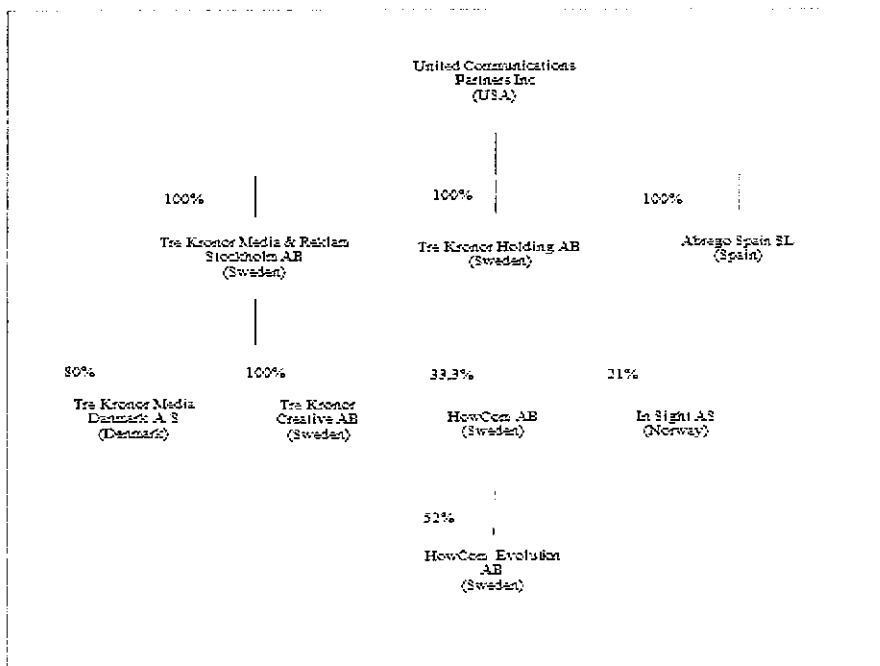 United Communications
Partners Inc
(USA)
100%
100%
100%
Tre Kronor Media & Reklam
Stockholm AB
(Sweden)
Tre Kronor Holding AB
(Sweden)
Abrego Spain SL
(Spain)
80%
100%
33,3%
21%
Tre Kronor Media
Danmark A/S
(Denmark)
Tre Kronor
Creative AB
(Sweden)
HowCom AB
(Sweden)
In Sight AS
(Norway)
52%
HowCom Evolution
AB
(Sweden)